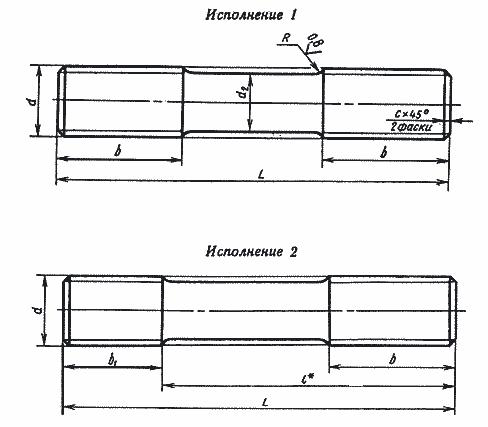 Исполнение 1
R
0,8
d
d₂
c×45°
2 фаски
b
b
L
Исполнение 2
d
b₁
b
l*
L